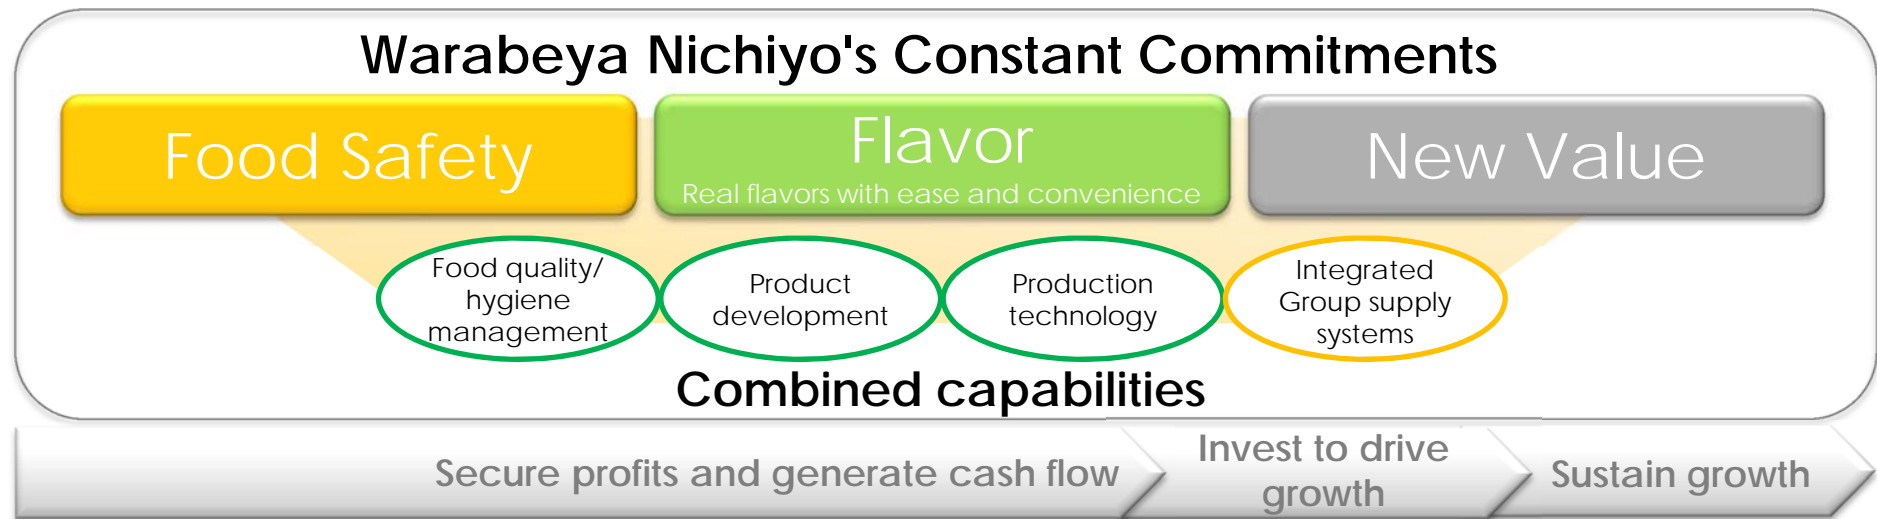 Warabeya Nichiyo's Constant Commitments
Food Safety
Flavor
Real flavors with ease and convenience
New Value
Food quality/
hygiene
management
Product
development
Production
technology
Integrated
Group supply
systems
Combined capabilities
Secure profits and generate cash flow
Invest to drive
growth
Sustain growth